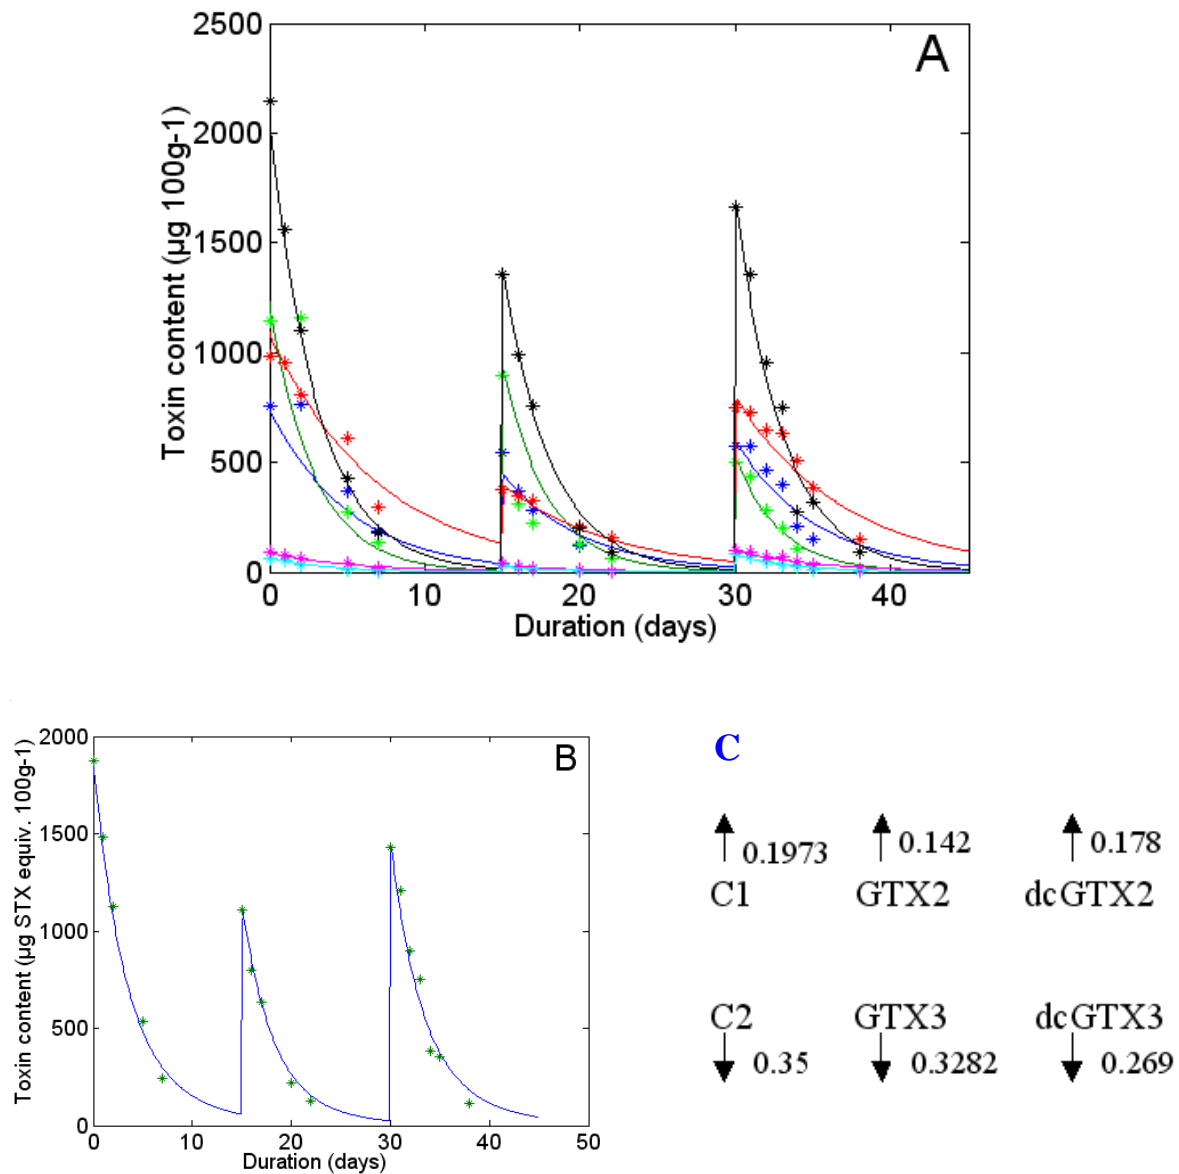 A
Toxin content (µg 100g-1)
2500
2000
1500
1000
500
0
0 10 20 30 40
Duration (days)
B
Toxin content (µg STX equiv. 100g-1)
2000
1500
1000
500
0
0 10 20 30 40 50
Duration (days)
C
0.1973 0.142 0.178
C1 GTX2 dcGTX2
C2 GTX3 dcGTX3
0.35 0.3282 0.269